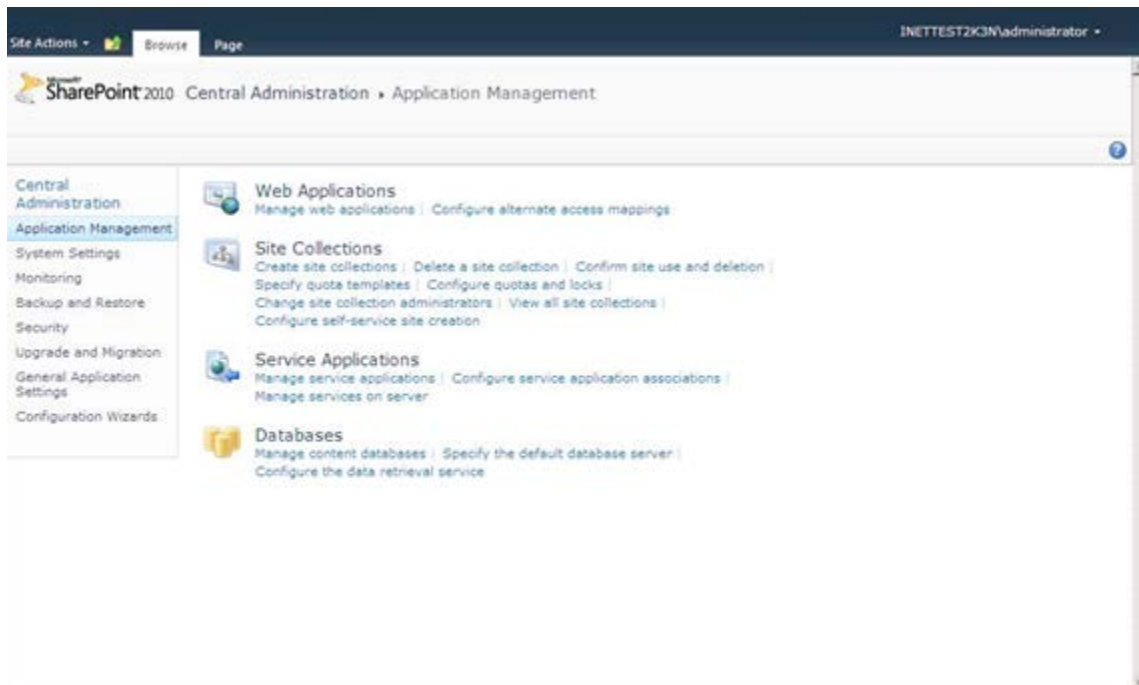 Site Actions Browse Page INETTEST2K3N\administrator
Microsoft
SharePoint 2010 Central Administration Application Management
Central
Administration
Application Management
System Settings
Monitoring
Backup and Restore
Security
Upgrade and Migration
General Application
Settings
Configuration Wizards
Web Applications
Manage web applications | Configure alternate access mappings
Site Collections
Create site collections | Delete a site collection | Confirm site use and deletion |
Specify quota templates | Configure quotas and locks |
Change site collection administrators | View all site collections |
Configure self-service site creation
Service Applications
Manage service applications | Configure service application associations |
Manage services on server
Databases
Manage content databases | Specify the default database server |
Configure the data retrieval service